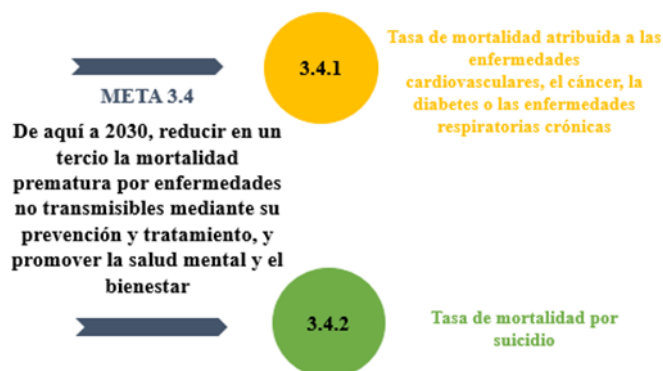 META 3.4
De aquí a 2030, reducir en un
tercio la mortalidad
prematura por enfermedades
no transmisibles mediante su
prevención y tratamiento, y
promover la salud mental y el
bienestar
3.4.1
Tasa de mortalidad atribuida a las
enfermedades
cardiovasculares, el cáncer, la
diabetes o las enfermedades
respiratorias crónicas
3.4.2
Tasa de mortalidad por
suicidio